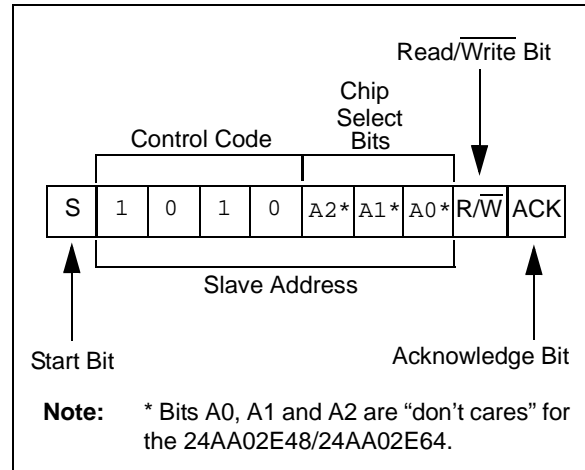 Read/Write Bit
Chip
Select
Bits
Control Code
S 1 0 1 0 A2* A1* A0* R/W ACK
Slave Address
Start Bit
Acknowledge Bit
Note: * Bits A0, A1 and A2 are “don’t cares” for
the 24AA02E48/24AA02E64.